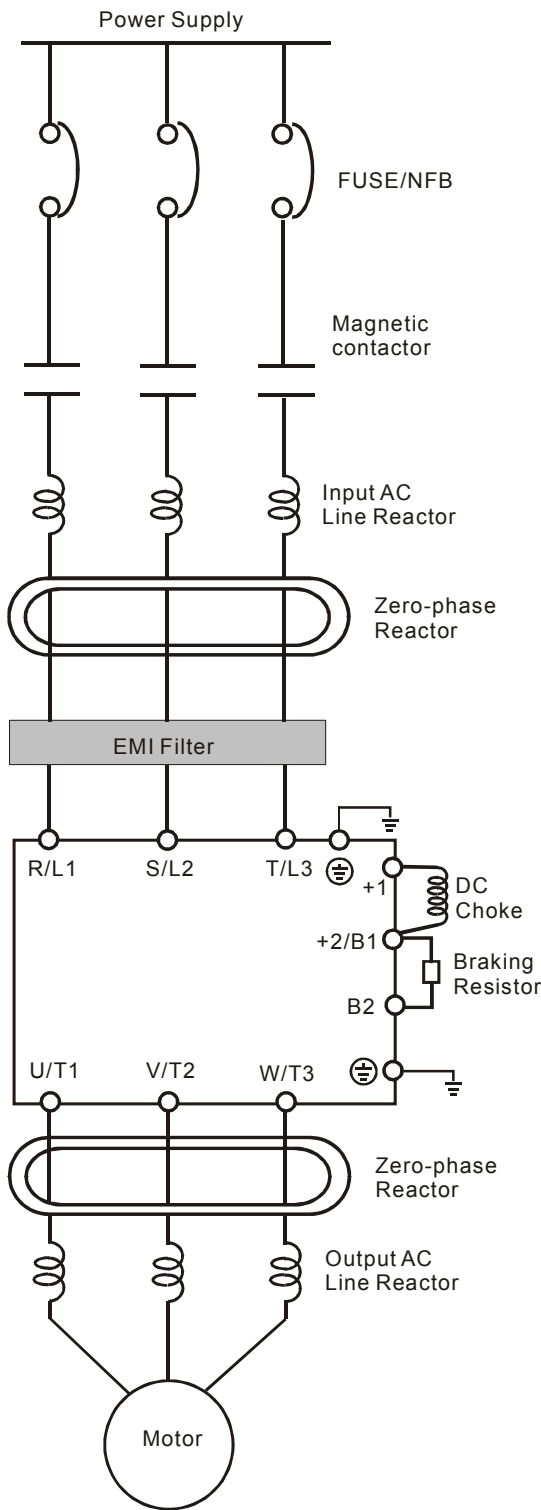 Power Supply
FUSE/NFB
Magnetic
contactor
Input AC
Line Reactor
Zero-phase
Reactor
EMI Filter
R/L1 S/L2 T/L3
+1
DC
Choke
+2/B1
Braking
Resistor
B2
U/T1 V/T2 W/T3
Zero-phase
Reactor
Output AC
Line Reactor
Motor